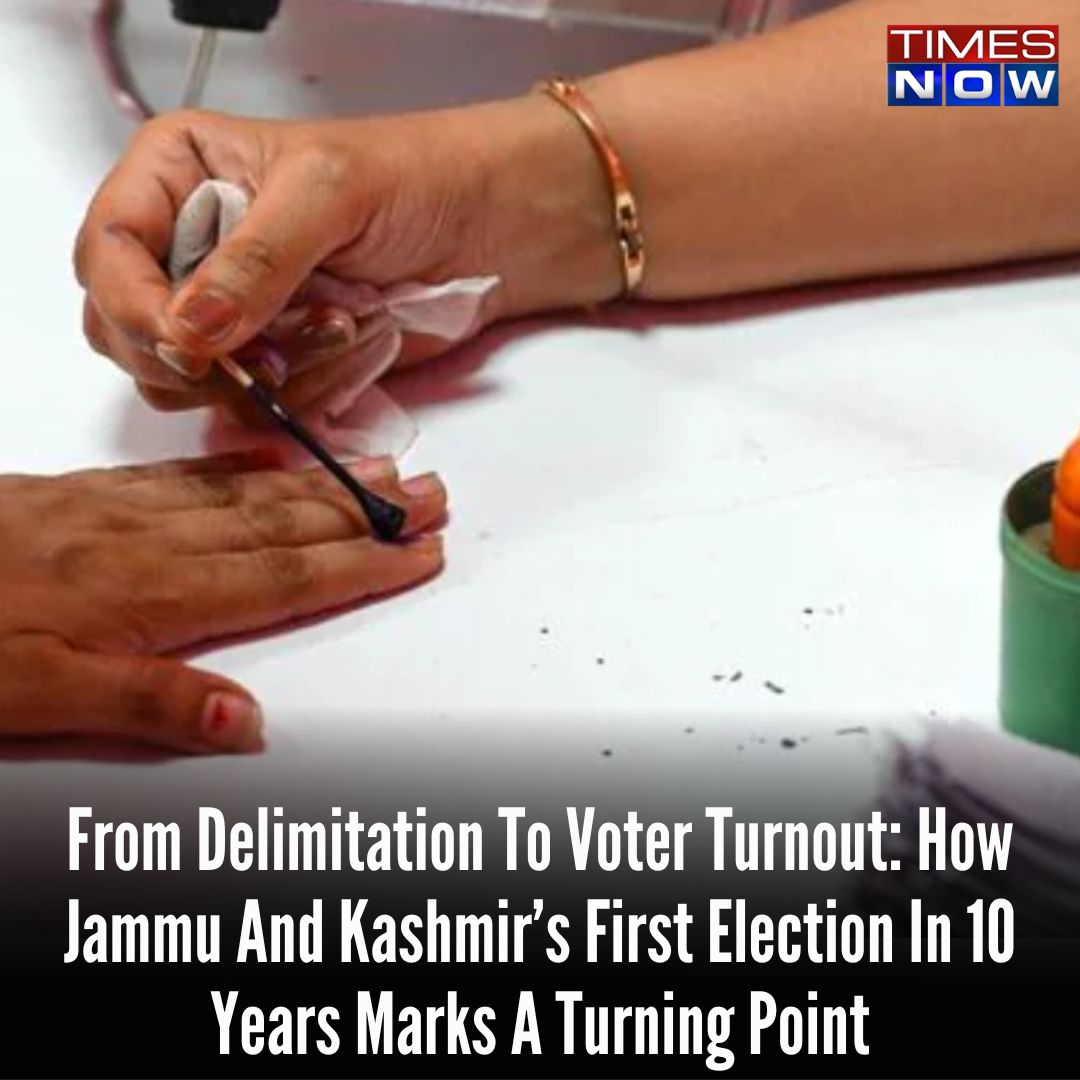 TIMES
NOW
From Delimitation To Voter Turnout: How
Jammu And Kashmir’s First Election In 10
Years Marks A Turning Point